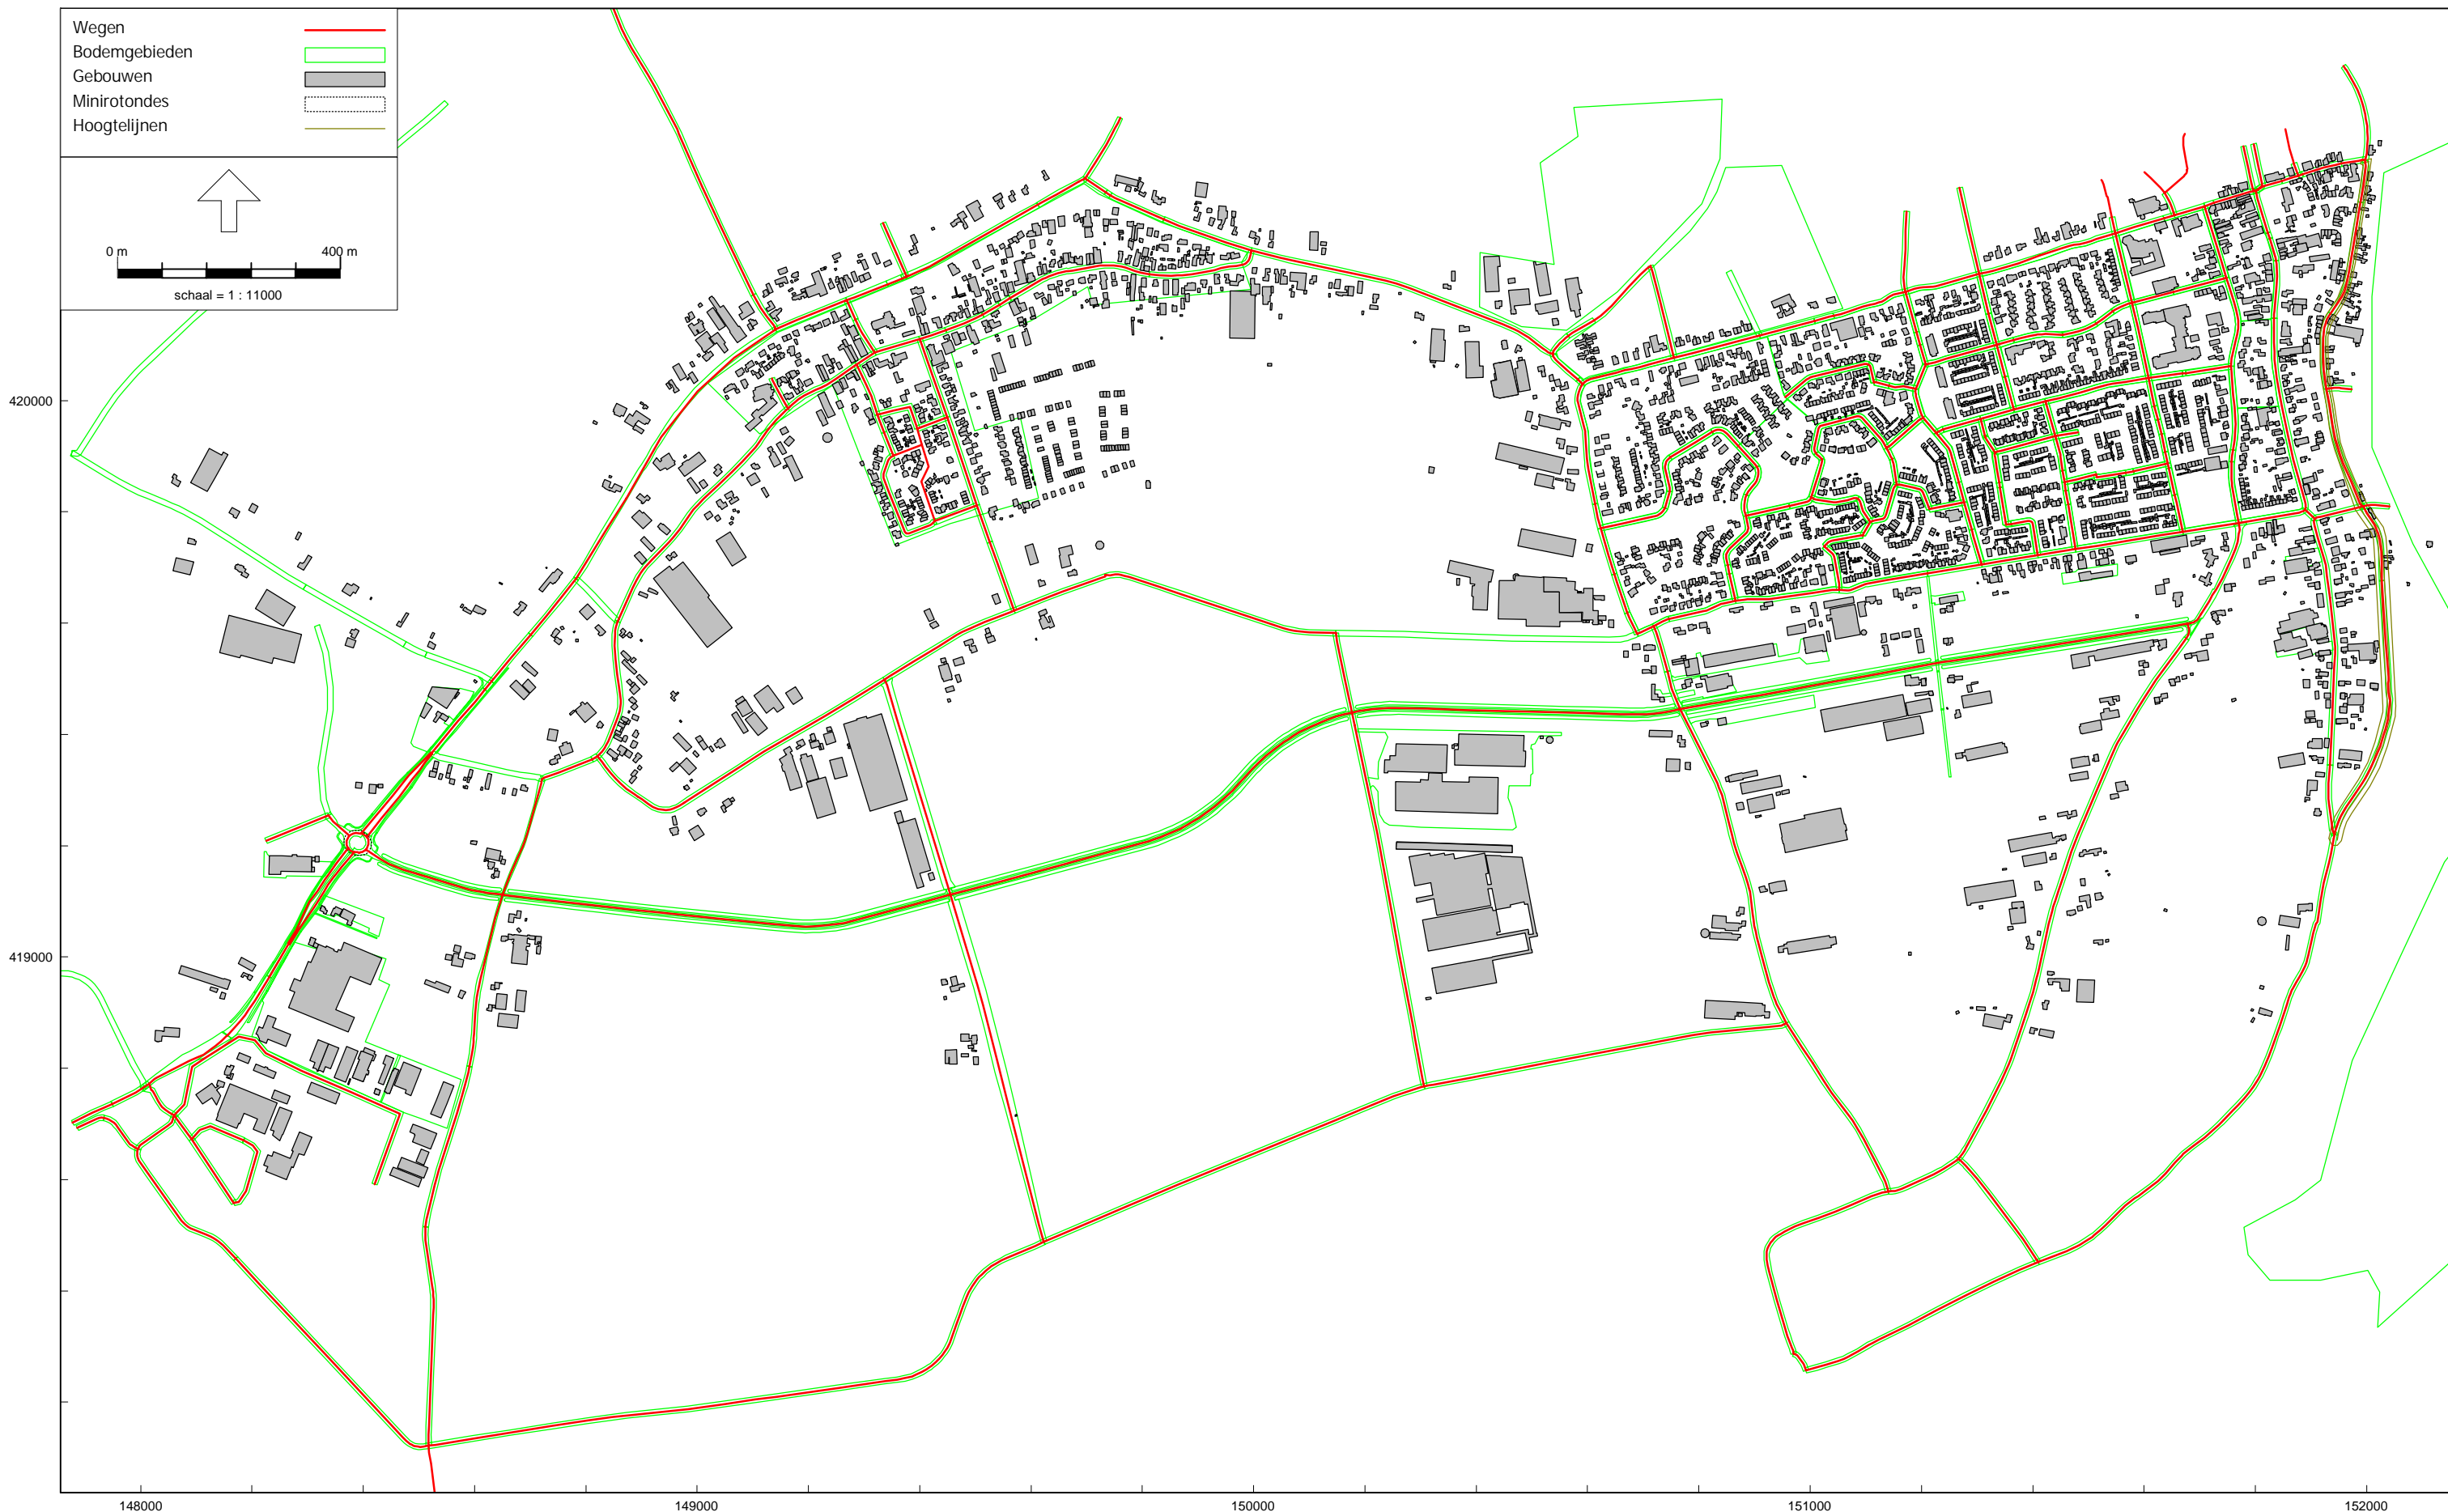 Wegen
Bodemgebieden
Gebouwen
Minirotondes
Hoogtelijnen
0 m 400 m
schaal = 1 : 11000
420000
419000
148000 149000 150000 151000 152000